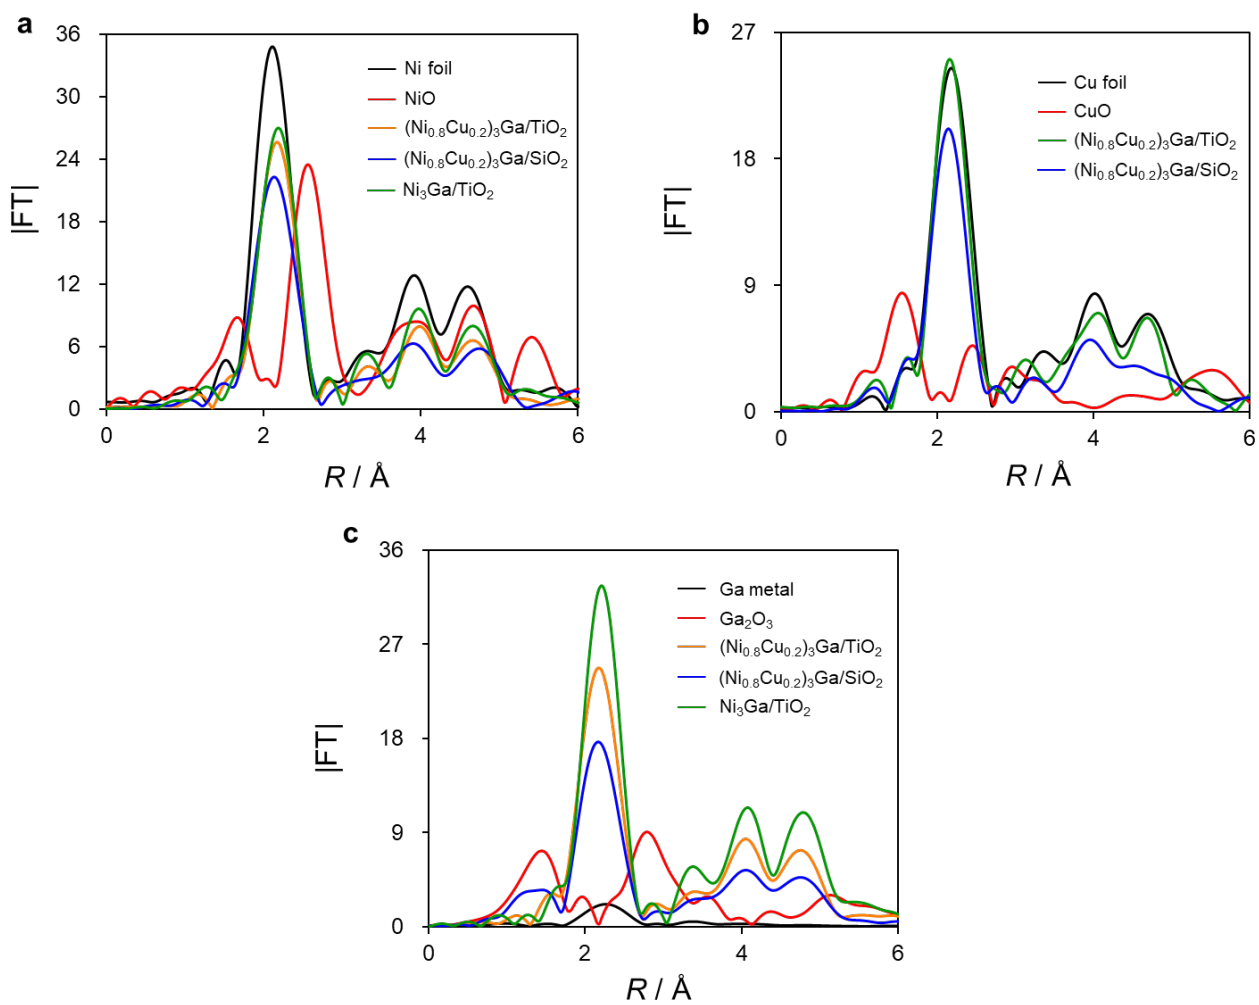 a
36
30
24
18
12
6
0
|FT|
0 2 4 6
R / Å
Ni foil
NiO
(Ni₀.₈Cu₀.₂)₃Ga/TiO₂
(Ni₀.₈Cu₀.₂)₃Ga/SiO₂
Ni₃Ga/TiO₂
b
27
18
9
0
|FT|
0 2 4 6
R / Å
Cu foil
CuO
(Ni₀.₈Cu₀.₂)₃Ga/TiO₂
(Ni₀.₈Cu₀.₂)₃Ga/SiO₂
c
36
27
18
9
0
|FT|
0 2 4 6
R / Å
Ga metal
Ga₂O₃
(Ni₀.₈Cu₀.₂)₃Ga/TiO₂
(Ni₀.₈Cu₀.₂)₃Ga/SiO₂
Ni₃Ga/TiO₂